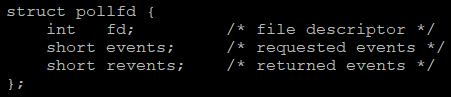 struct pollfd {
    int   fd;         /* file descriptor */
    short events;     /* requested events */
    short revents;    /* returned events */
};